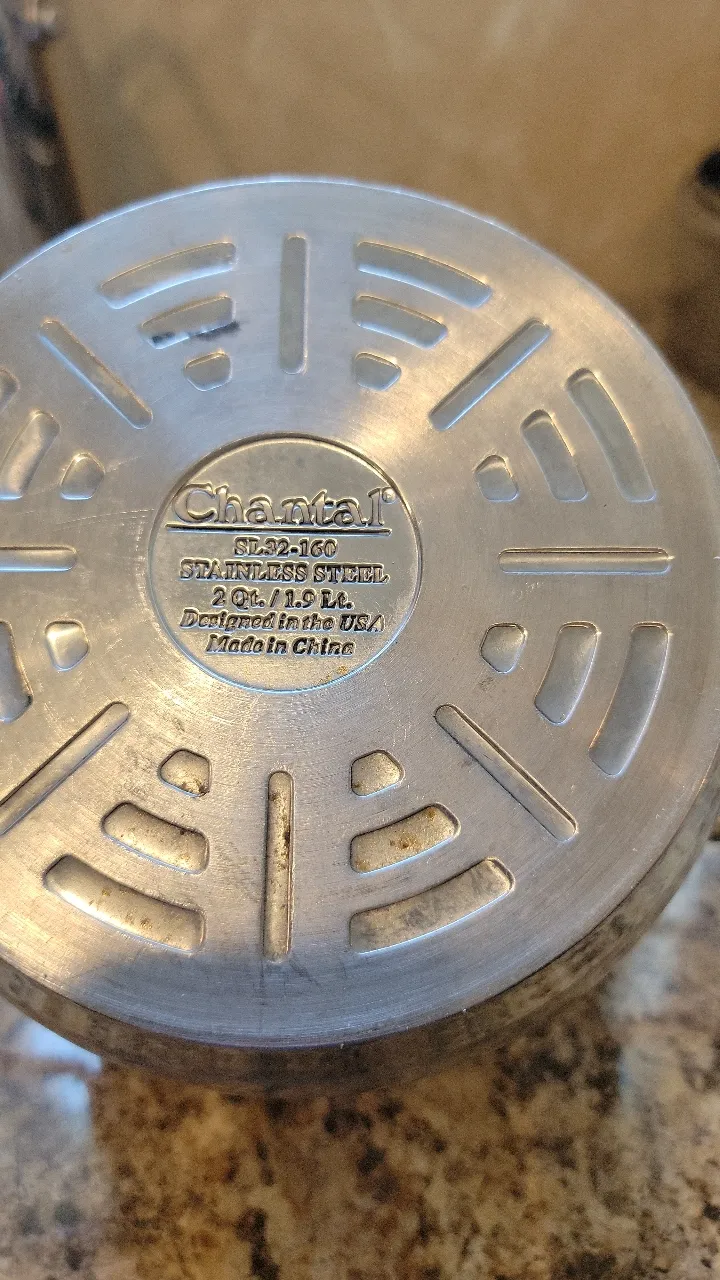 Chantal®
SL32-160
STAINLESS STEEL
2 Qt. / 1.9 Lt.
Designed in the USA
Made in China